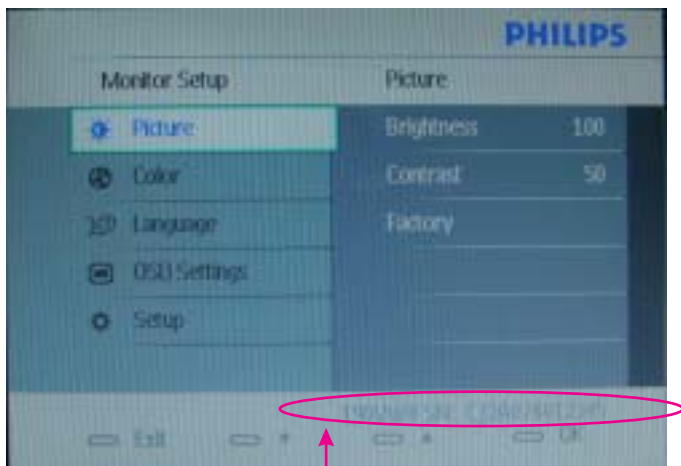 PHILIPS
Monitor Setup Picture
Picture Brightness 100
Color Contrast 50
Language Factory
OSD Settings
Setup
Exit OK